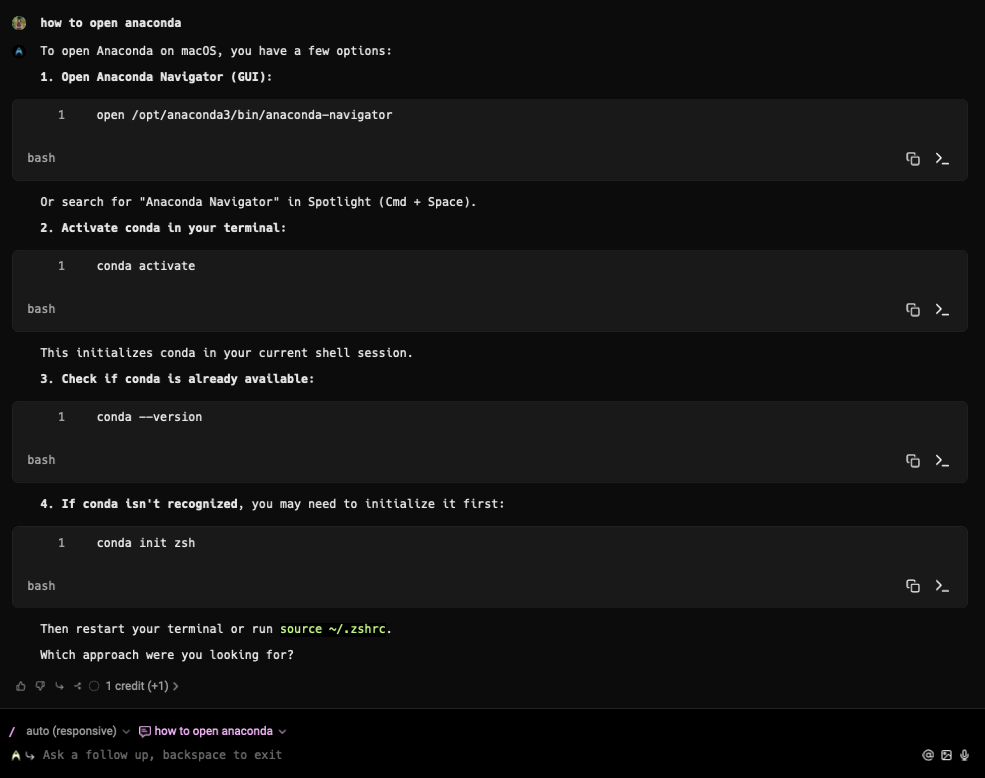 how to open anaconda
To open Anaconda on macOS, you have a few options:
1. Open Anaconda Navigator (GUI):
1 open /opt/anaconda3/bin/anaconda-navigator
bash
Or search for "Anaconda Navigator" in Spotlight (Cmd + Space).
2. Activate conda in your terminal:
1 conda activate
bash
This initializes conda in your current shell session.
3. Check if conda is already available:
1 conda --version
bash
4. If conda isn't recognized, you may need to initialize it first:
1 conda init zsh
bash
Then restart your terminal or run source ~/.zshrc.
Which approach were you looking for?
1 credit (+1)
/ auto (responsive) how to open anaconda
Ask a follow up, backspace to exit